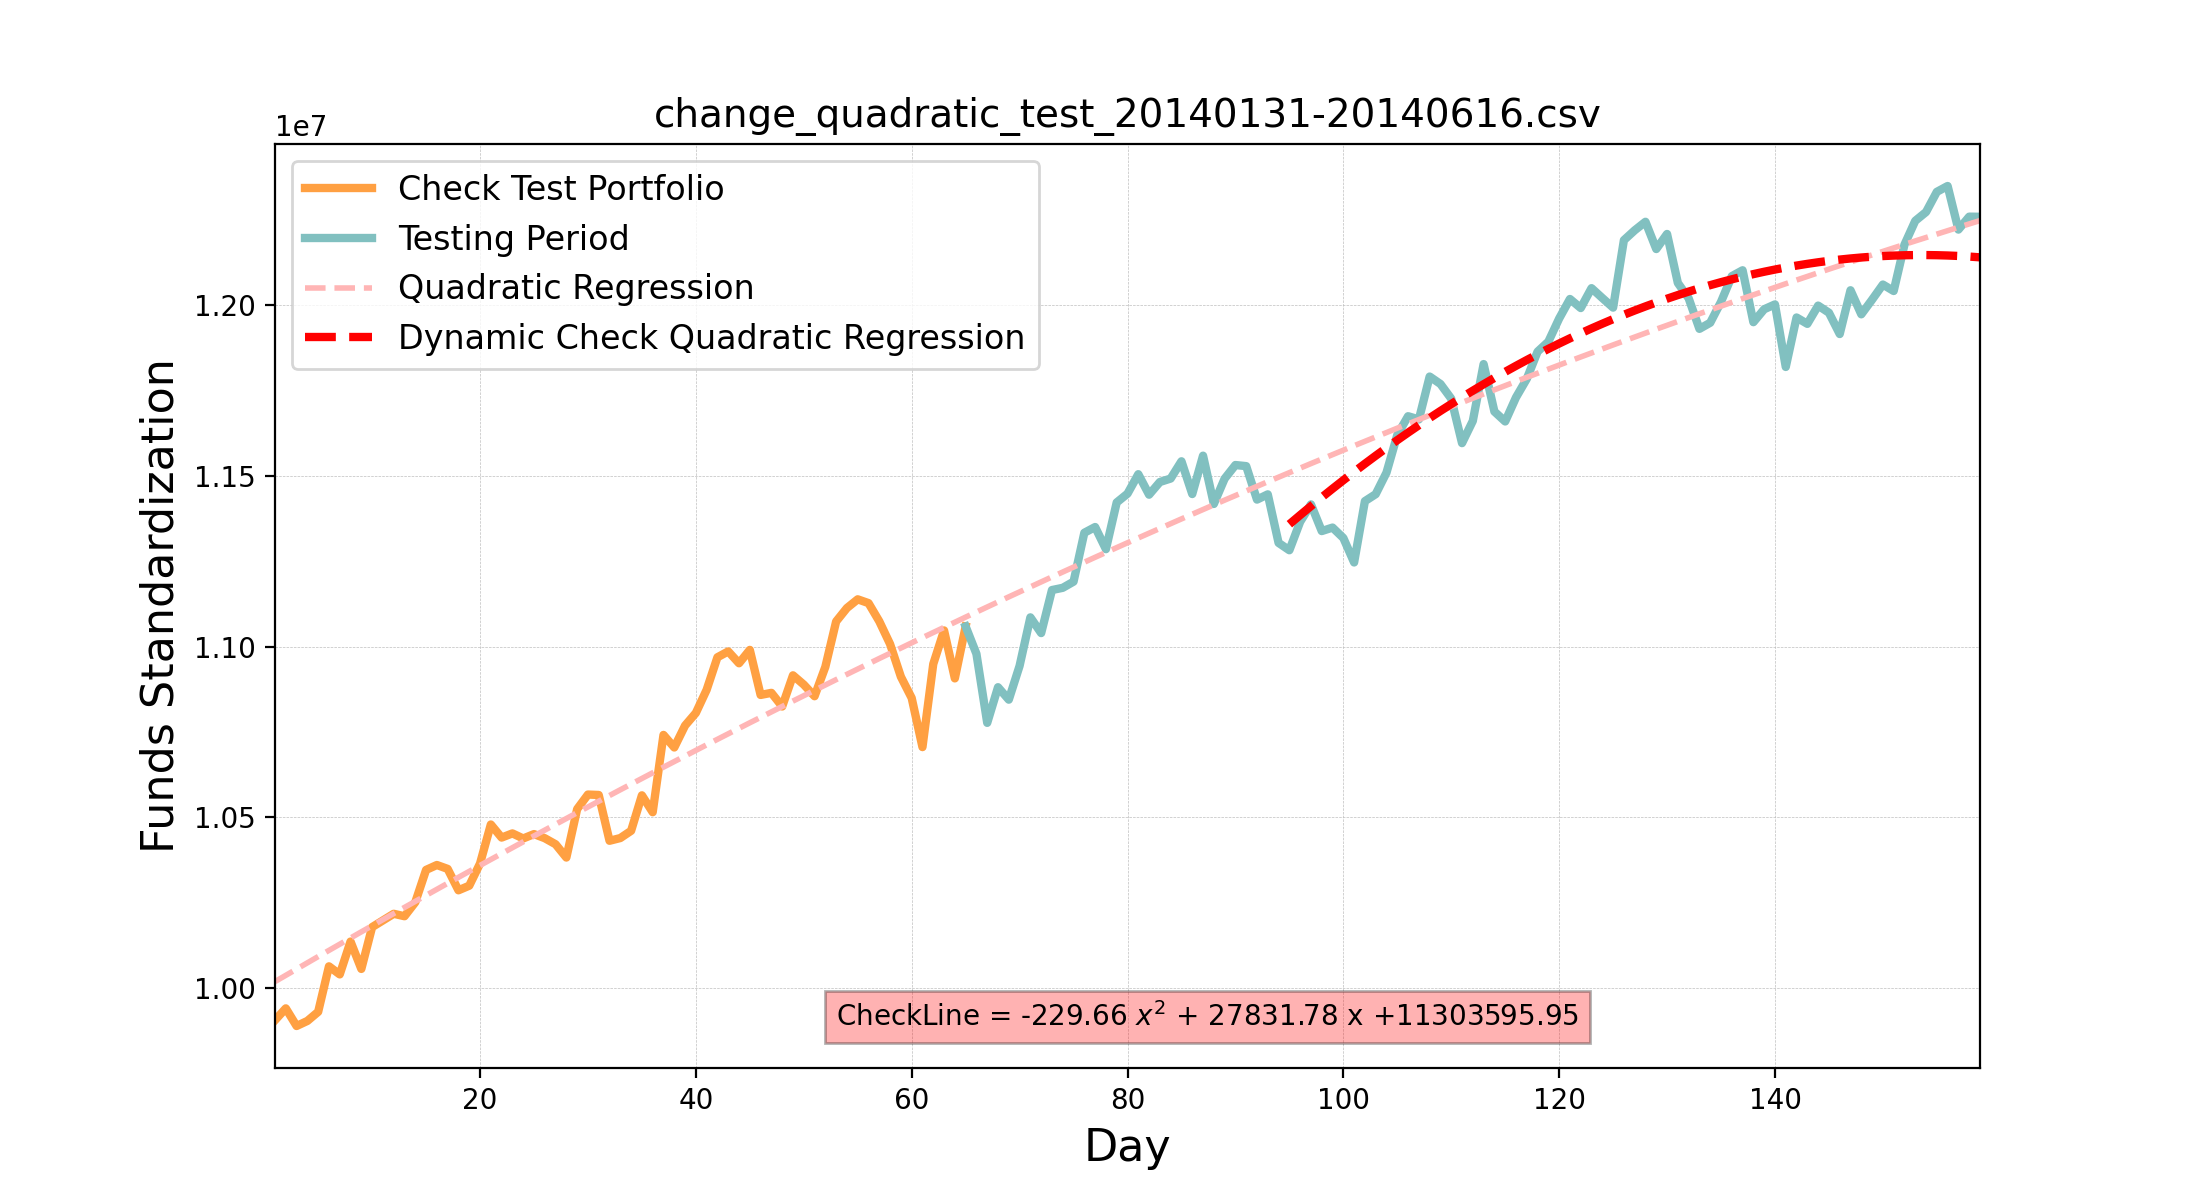 change_quadratic_test_20140131-20140616.csv
1e7
Check Test Portfolio
Testing Period
Quadratic Regression
Dynamic Check Quadratic Regression
1.20
1.15
1.10
1.05
1.00
Funds Standardization
CheckLine = -229.66 x² + 27831.78 x +11303595.95
20 40 60 80 100 120 140
Day